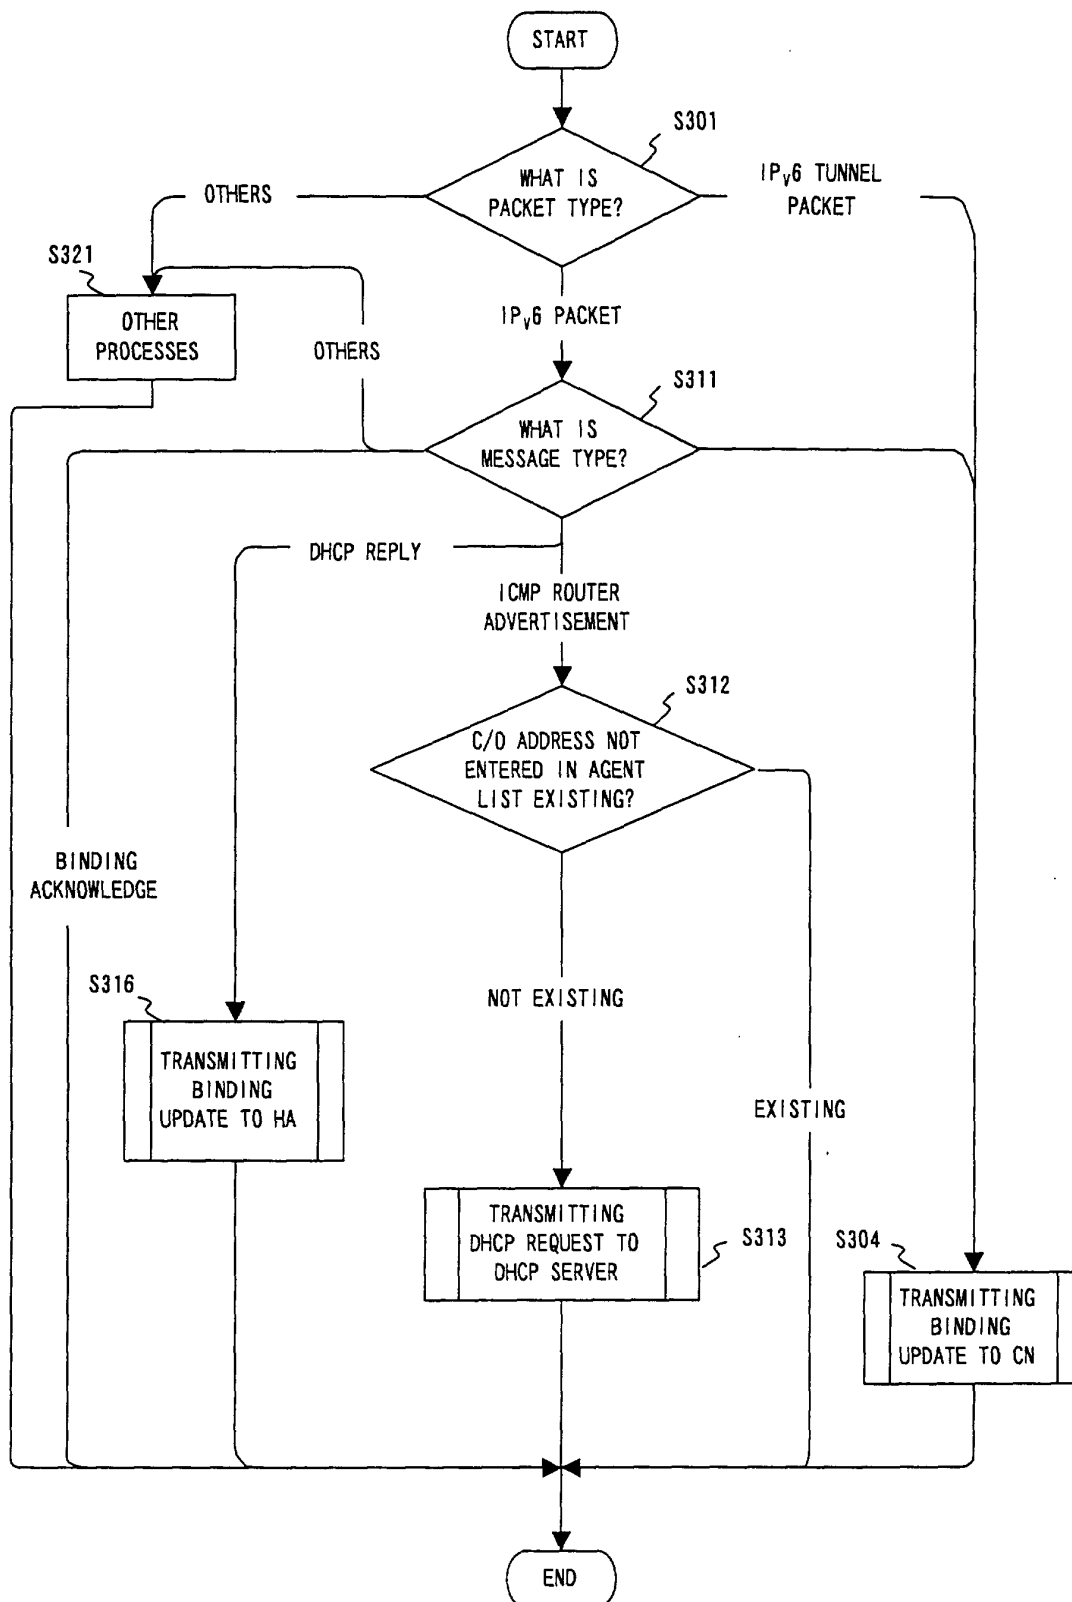 START
S301
WHAT IS
PACKET TYPE?
OTHERS
IPv6 TUNNEL
PACKET
S321
OTHER
PROCESSES
IPv6 PACKET
OTHERS
S311
WHAT IS
MESSAGE TYPE?
DHCP REPLY
ICMP ROUTER
ADVERTISEMENT
S312
C/O ADDRESS NOT
ENTERED IN AGENT
LIST EXISTING?
BINDING
ACKNOWLEDGE
S316
NOT EXISTING
TRANSMITTING
BINDING
UPDATE TO HA
EXISTING
TRANSMITTING
DHCP REQUEST TO
DHCP SERVER
S313
S304
TRANSMITTING
BINDING
UPDATE TO CN
END